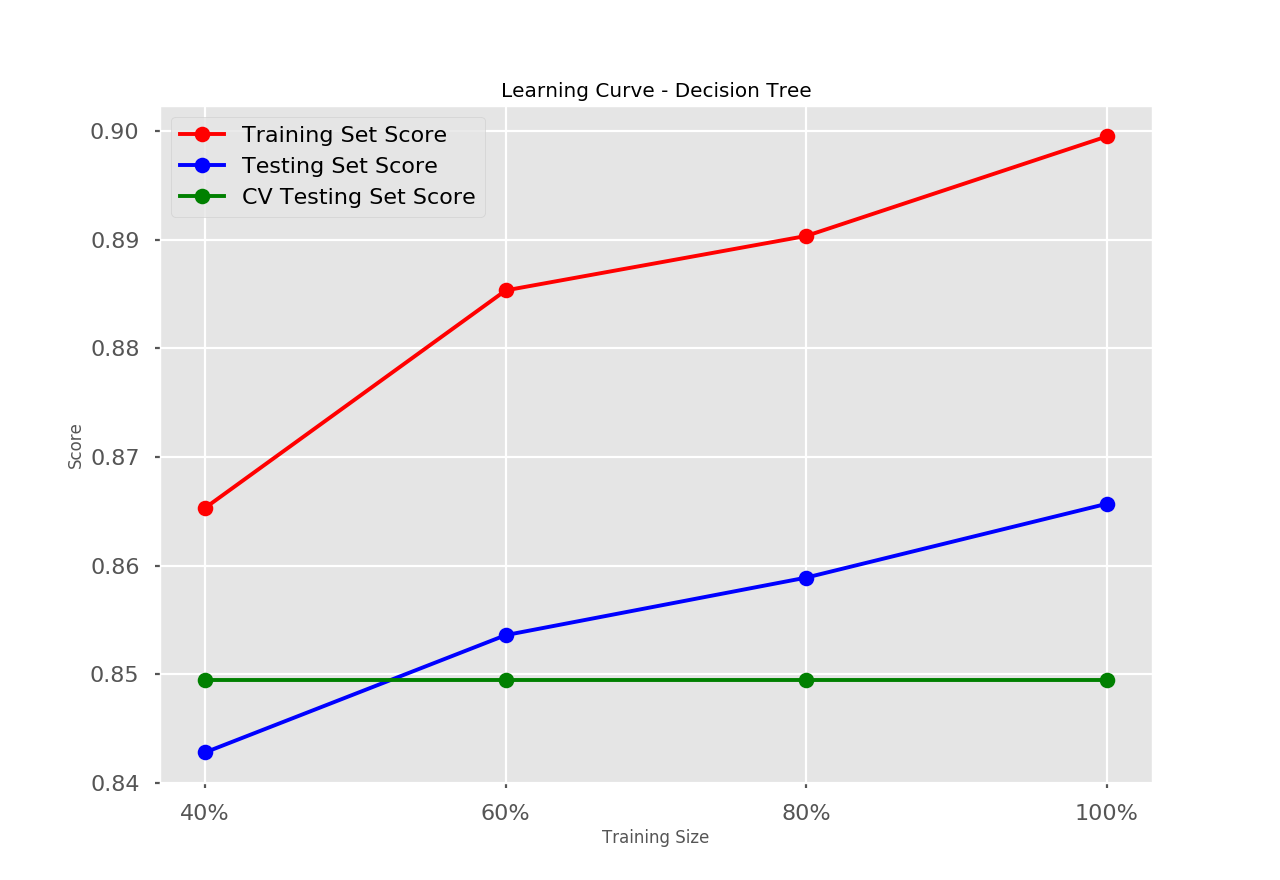 Learning Curve - Decision Tree
Training Set Score
Testing Set Score
CV Testing Set Score
0.90
0.89
0.88
0.87
0.86
0.85
0.84
Score
40%
60%
80%
100%
Training Size